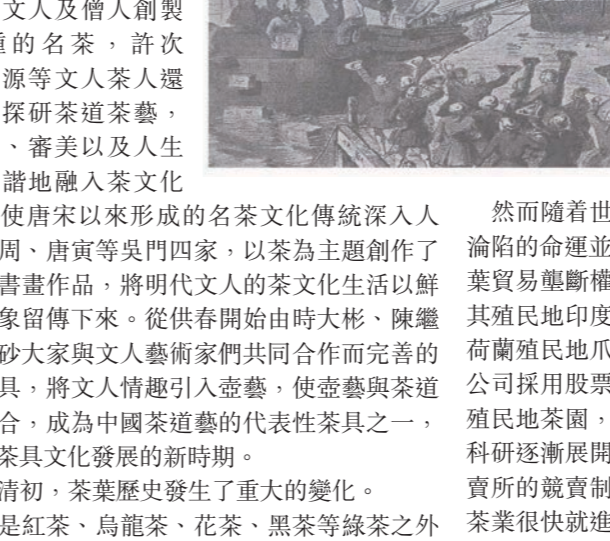 文人及僧人創製
重的名茶，許次
源等文人茶人還
探研茶道茶藝，
、審美以及人生
諧地融入茶文化
使唐宋以來形成的名茶文化傳統深入人
周、唐寅等吳門四家，以茶為主題創作了
書畫作品，將明代文人的茶文化生活以鮮
象留傳下來。從供春開始由時大彬、陳繼
砂大家與文人藝術家們共同合作而完善的
具，將文人情趣引入壺藝，使壺藝與茶道
合，成為中國茶道藝的代表性茶具之一，
茶具文化發展的新時期。
清初，茶葉歷史發生了重大的變化。
是紅茶、烏龍茶、花茶、黑茶等綠茶之外
然而隨着世
淪陷的命運並
葉貿易壟斷權
其殖民地印度
荷蘭殖民地爪
公司採用股票
殖民地茶園，
科研逐漸展開
賣所的競賣制
茶業很快就進